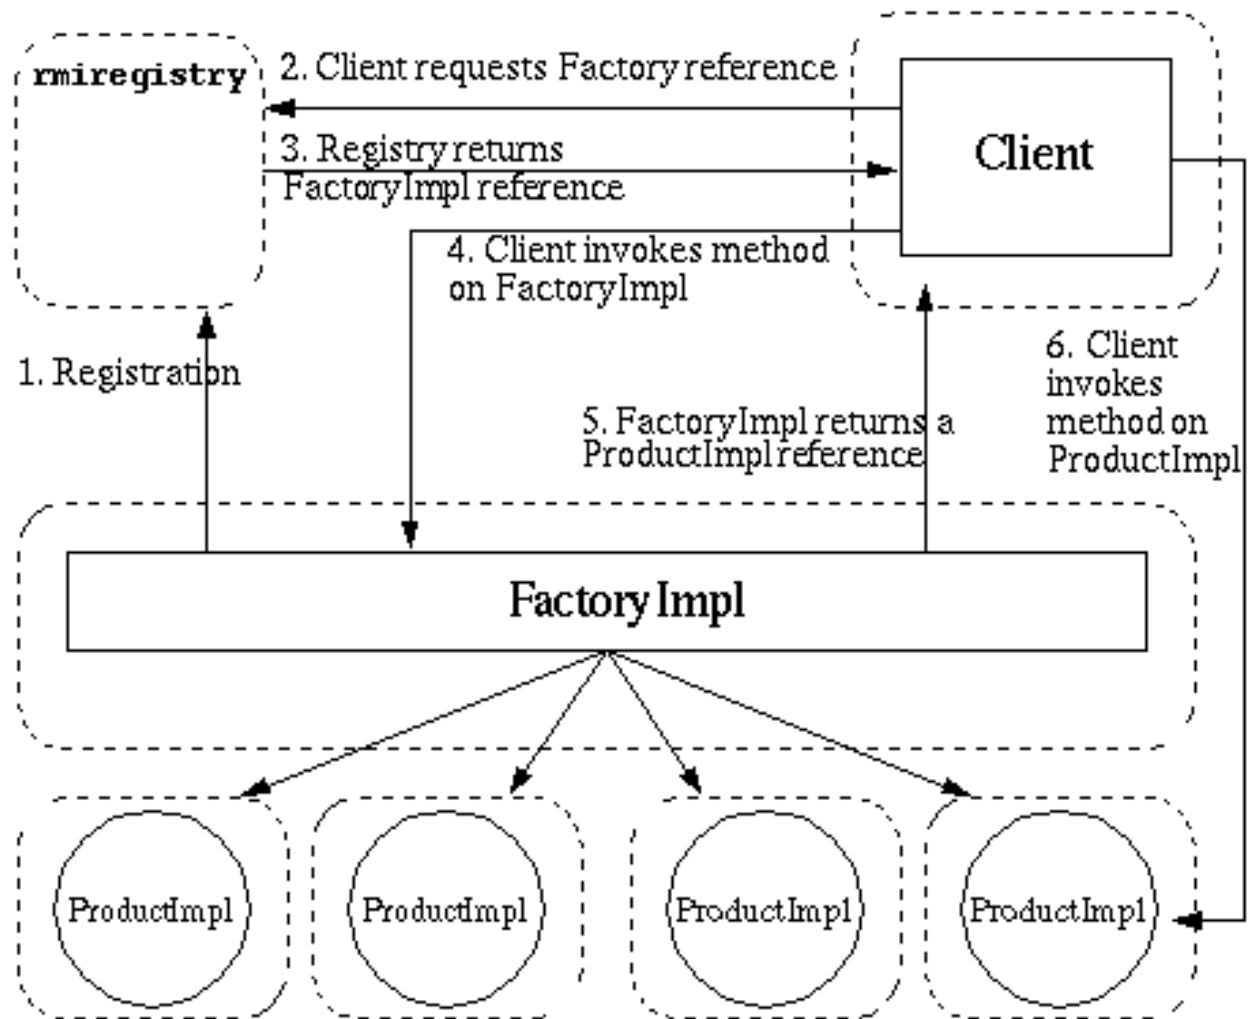 rmiregistry
2. Client requests Factory reference
Client
3. Registry returns
FactoryImpl reference
4. Client invokes method
on FactoryImpl
1. Registration
6. Client
invokes
method on
ProductImpl
5. FactoryImpl returns a
ProductImpl reference
FactoryImpl
ProductImpl
ProductImpl
ProductImpl
ProductImpl